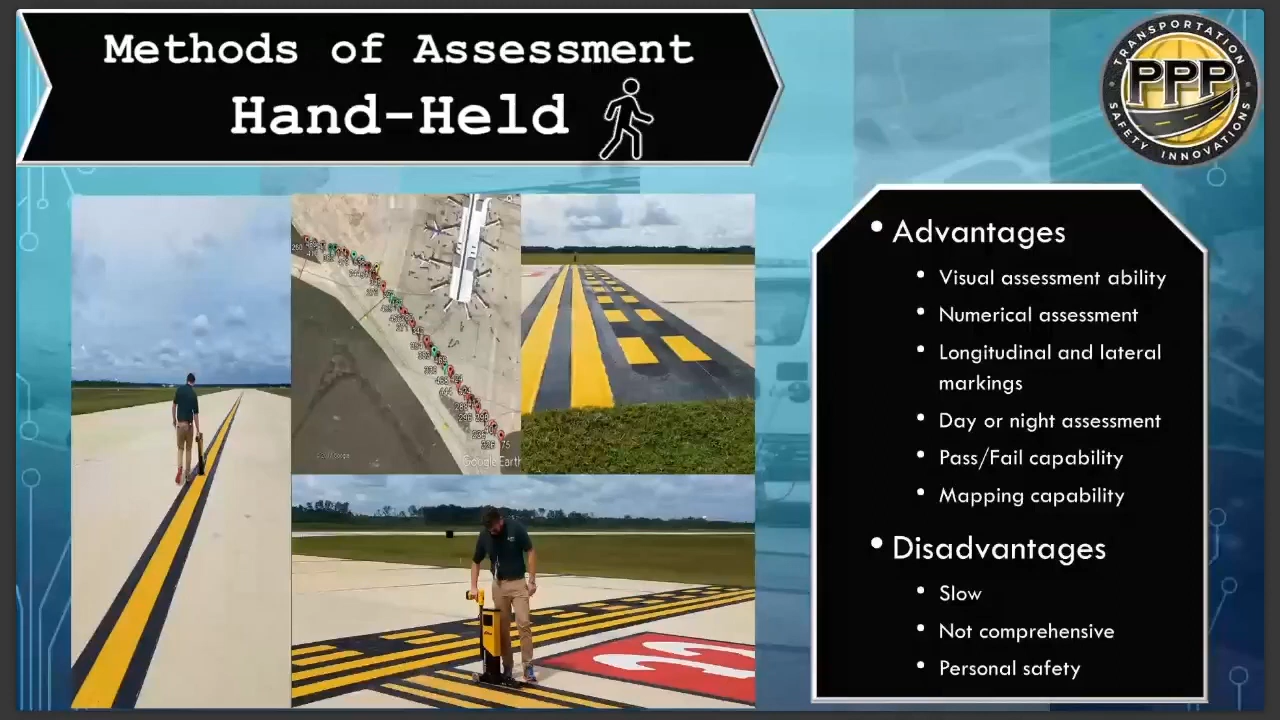 Methods of Assessment
Hand-Held
TRANSPORTATION
PPP
SAFETY INNOVATIONS
• Advantages
• Visual assessment ability
• Numerical assessment
• Longitudinal and lateral
markings
• Day or night assessment
• Pass/Fail capability
• Mapping capability
• Disadvantages
• Slow
• Not comprehensive
• Personal safety
Google Earth